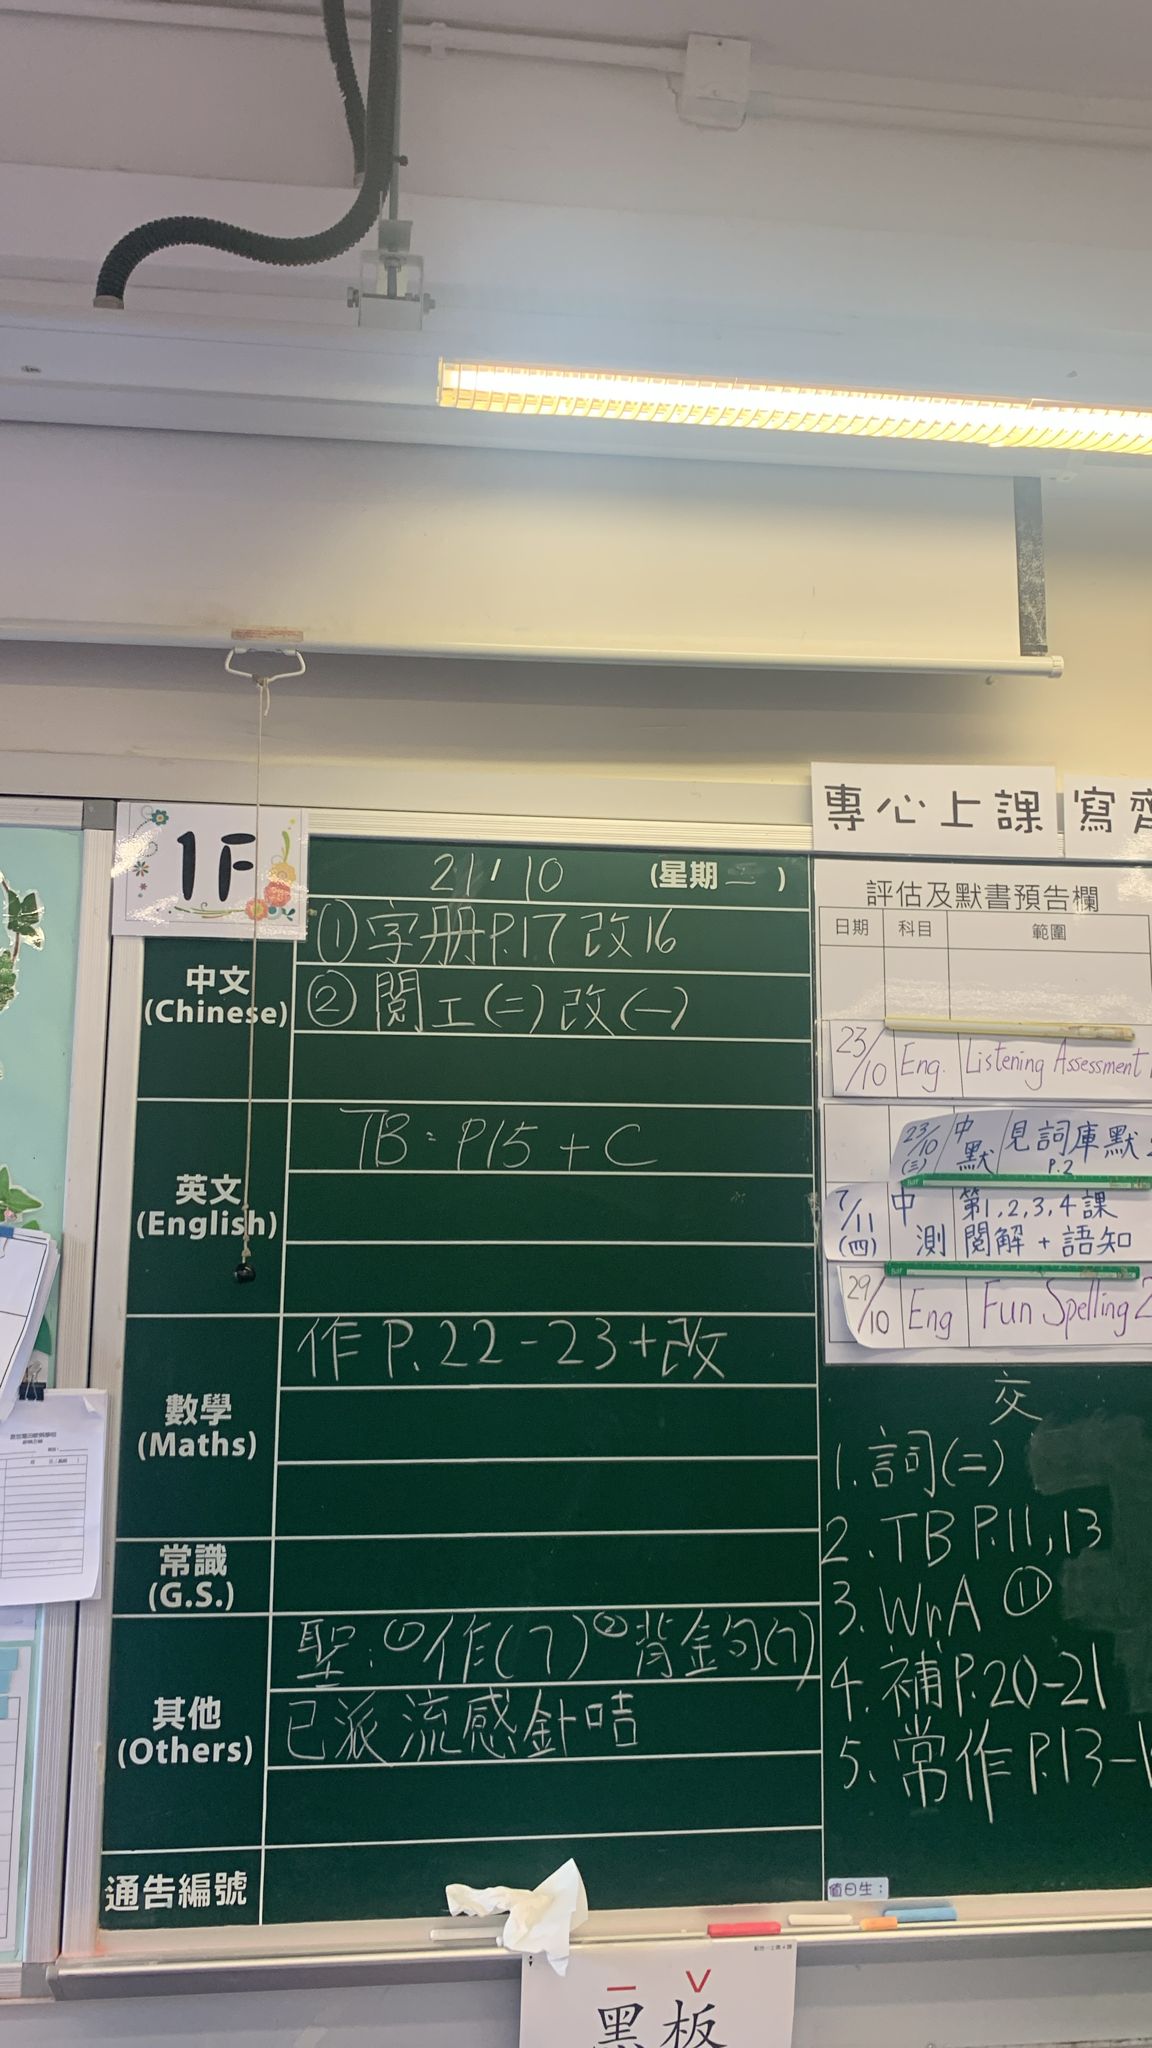 專心上課 寫
1F
21/10 (星期一)
中文
(Chinese)
①字册P.17改16
②閱工(二)改(一)
英文
(English)
TB: P15 + C
數學
(Maths)
作P.22-23+改
常識
(G.S.)
其他
(Others)
聖:①作(7)②背金句(7)
已派流感針咭
通告編號
評估及默書預告欄
日期 科目 範圍
23/10 Eng. Listening Assessment
23/10 (三) 中默 見詞庫默
P.2
7/11 (四) 中測 第1,2,3,4課
閱解+語知
29/10 Eng Fun Spelling 2
交
1. 詞(二)
2. TB P.11, 13
3. WrA ⑪
4. 補P.20-21
5. 常作P.13-1
值日生:
黑板